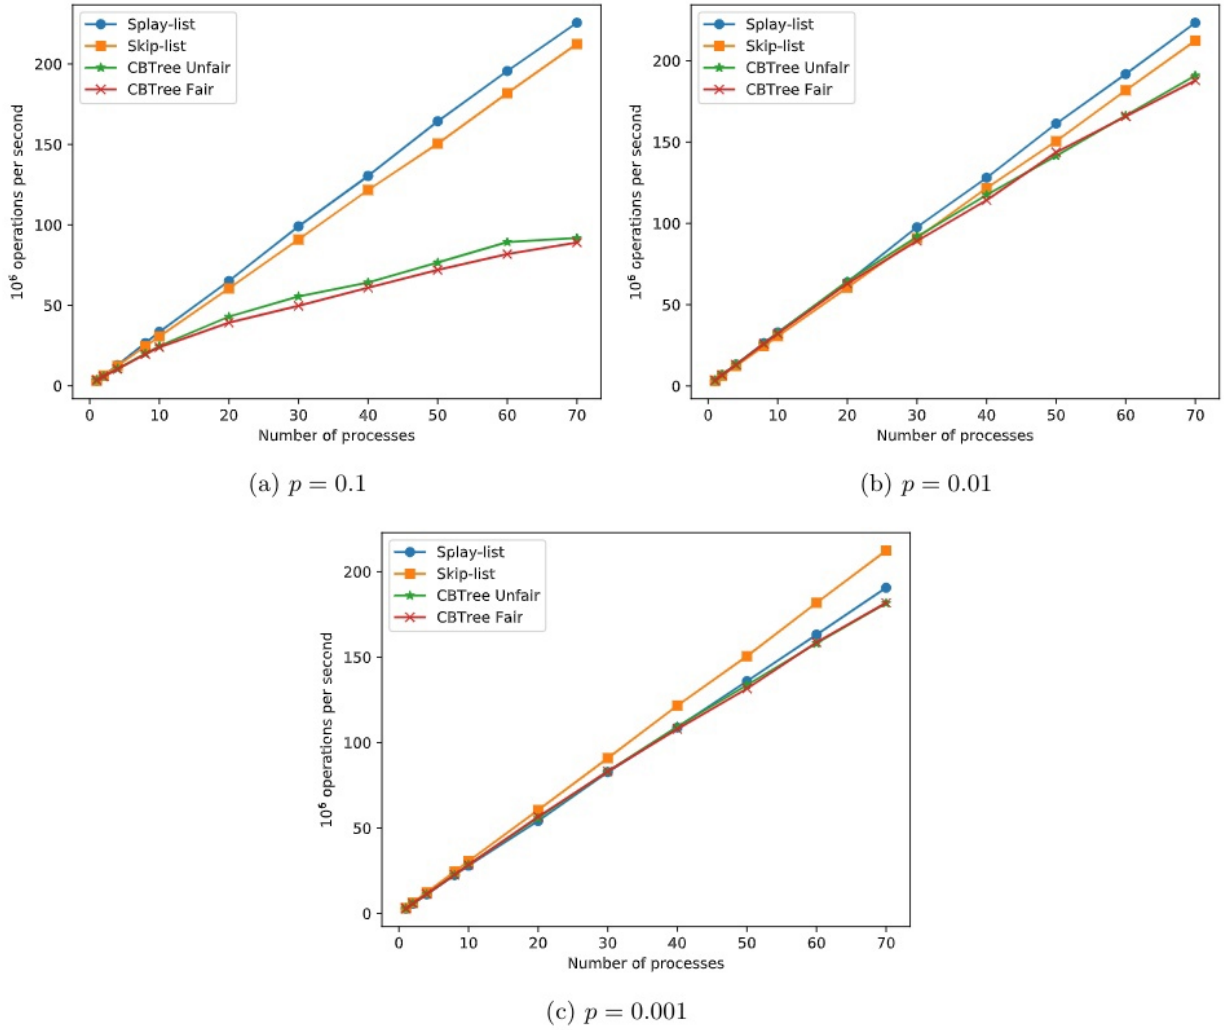 Splay-list
Skip-list
CBTree Unfair
CBTree Fair
200
150
100
50
0
10⁶ operations per second
0 10 20 30 40 50 60 70
Number of processes
(a) p = 0.1
Splay-list
Skip-list
CBTree Unfair
CBTree Fair
200
150
100
50
0
10⁶ operations per second
0 10 20 30 40 50 60 70
Number of processes
(b) p = 0.01
Splay-list
Skip-list
CBTree Unfair
CBTree Fair
200
150
100
50
0
10⁶ operations per second
0 10 20 30 40 50 60 70
Number of processes
(c) p = 0.001